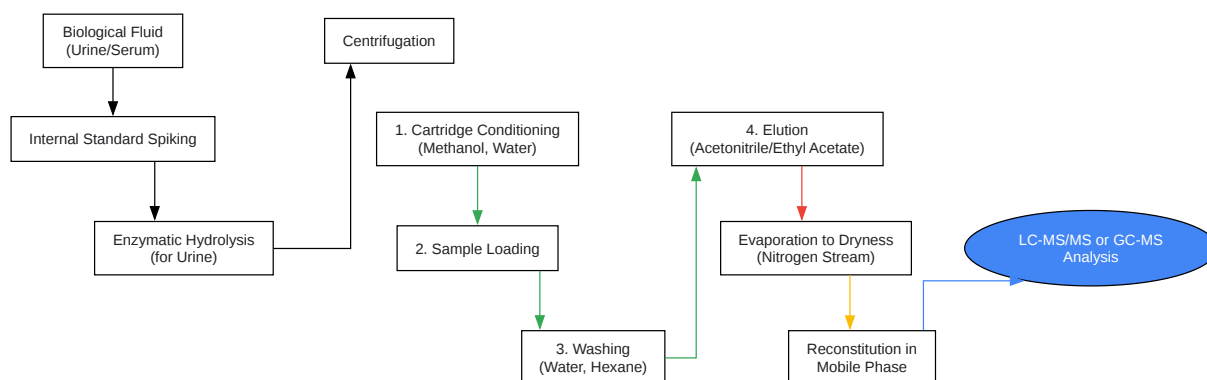 Biological Fluid
(Urine/Serum)
Internal Standard Spiking
Enzymatic Hydrolysis
(for Urine)
Centrifugation
1. Cartridge Conditioning
(Methanol, Water)
2. Sample Loading
3. Washing
(Water, Hexane)
4. Elution
(Acetonitrile/Ethyl Acetate)
Evaporation to Dryness
(Nitrogen Stream)
Reconstitution in
Mobile Phase
LC-MS/MS or GC-MS
Analysis